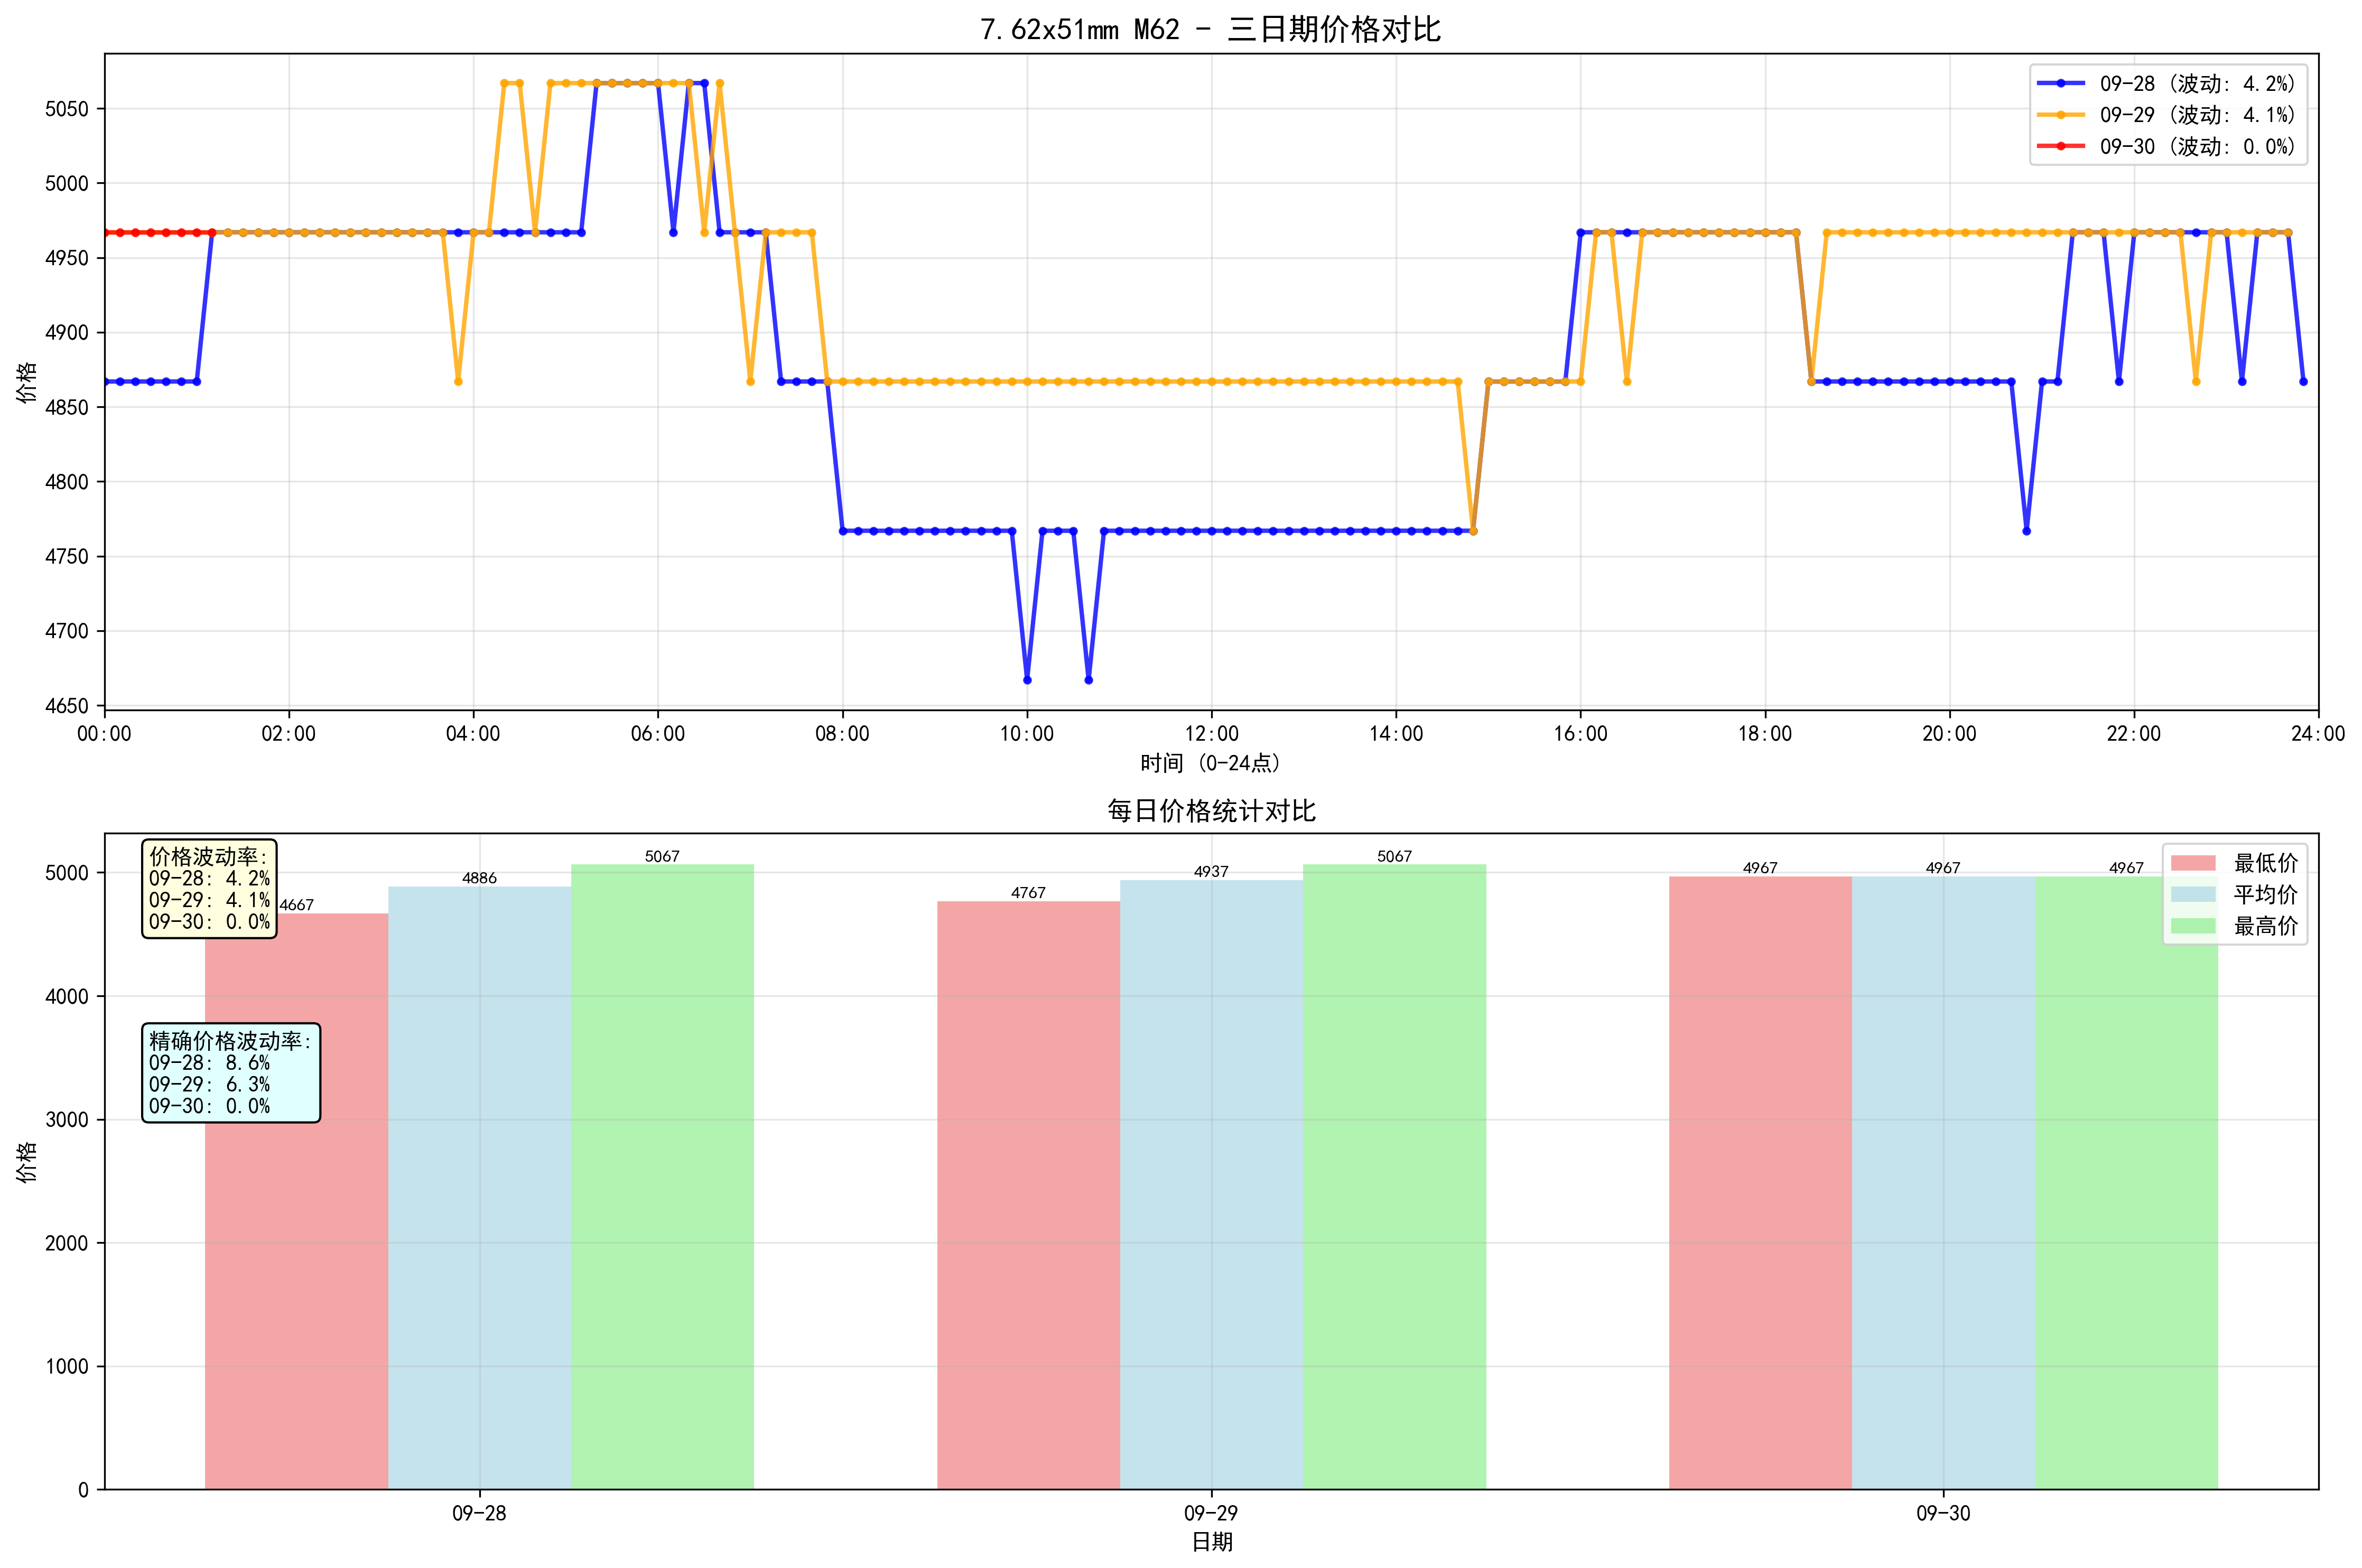 7.62x51mm M62 - 三日期价格对比
09-28 (波动: 4.2%)
09-29 (波动: 4.1%)
09-30 (波动: 0.0%)
价格
5050
5000
4950
4900
4850
4800
4750
4700
4650
00:00 02:00 04:00 06:00 08:00 10:00 12:00 14:00 16:00 18:00 20:00 22:00 24:00
时间 (0-24点)
每日价格统计对比
价格波动率:
09-28: 4.2%
09-29: 4.1%
09-30: 0.0%
精确价格波动率:
09-28: 8.6%
09-29: 6.3%
09-30: 0.0%
4667 4886 5067 4767 4937 5067 4967 4967 4967
最低价
平均价
最高价
价格
5000
4000
3000
2000
1000
0
09-28 09-29 09-30
日期